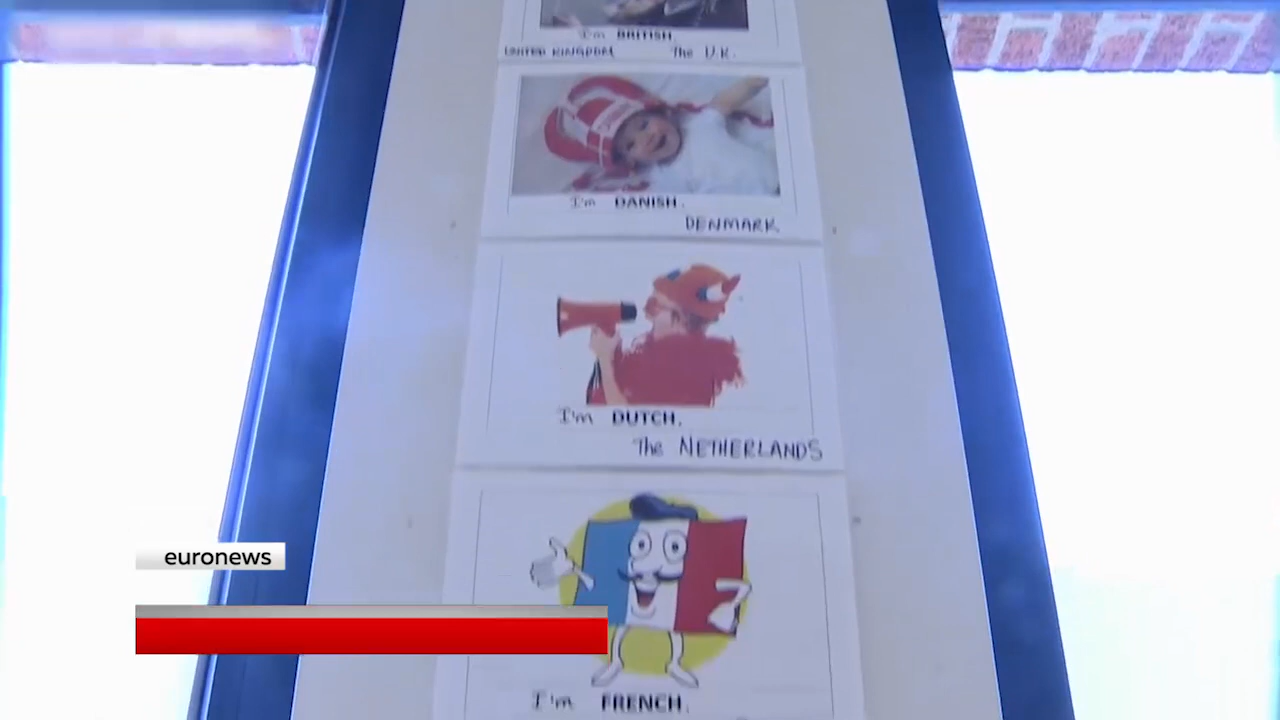 I'm BRITISH.
UNITED KINGDOM The U.K.
I'm DANISH.
DENMARK
I'm DUTCH.
The NETHERLANDS
euronews
I'm FRENCH.